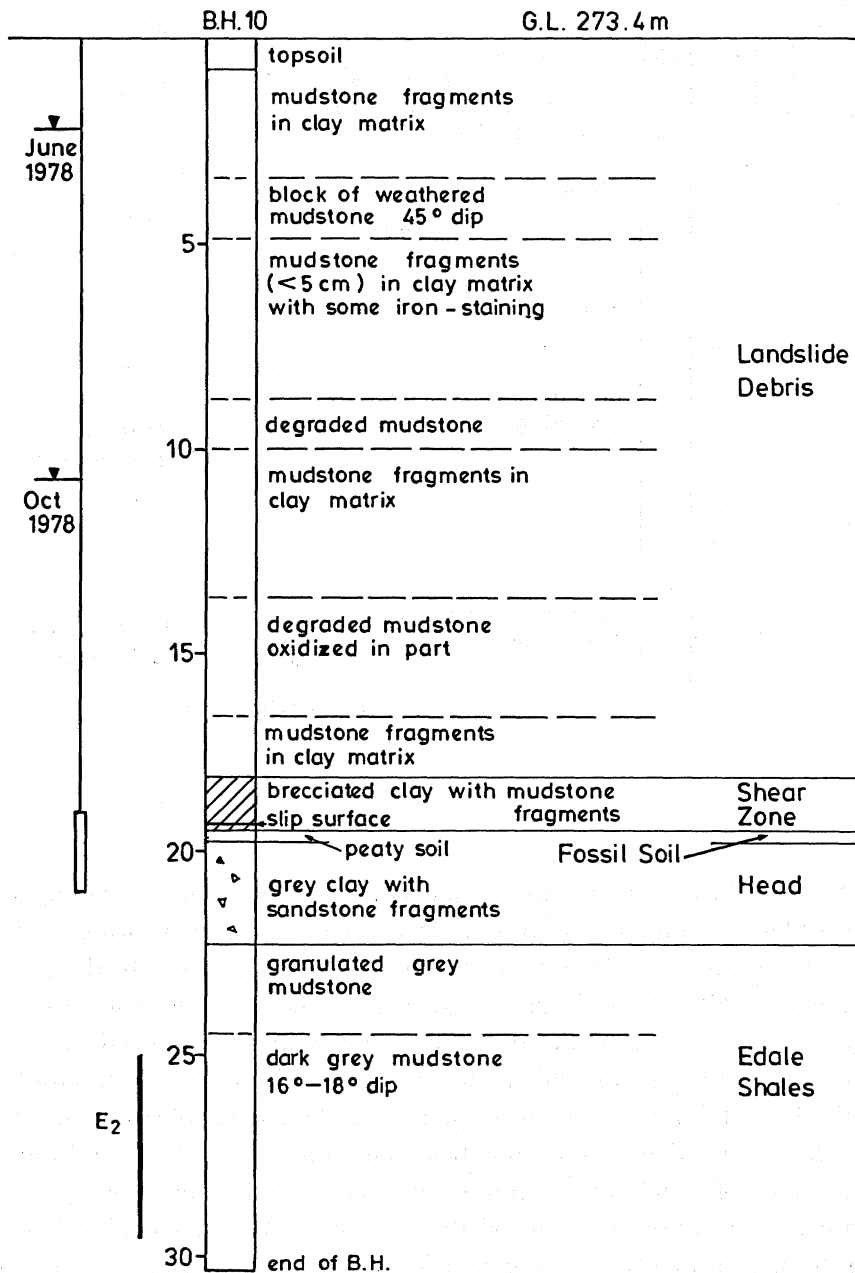 B.H.10 G.L. 273.4m
topsoil
mudstone fragments
in clay matrix
June
1978
block of weathered
mudstone 45° dip
5
mudstone fragments
(<5cm) in clay matrix
with some iron-staining
Landslide
Debris
degraded mudstone
10
mudstone fragments in
clay matrix
Oct
1978
degraded mudstone
oxidized in part
15
mudstone fragments
in clay matrix
brecciated clay with mudstone
fragments
Shear
Zone
slip surface
peaty soil
Fossil Soil
20
grey clay with
sandstone fragments
Head
granulated grey
mudstone
25
dark grey mudstone
16°-18° dip
Edale
Shales
E2
30
end of B.H.